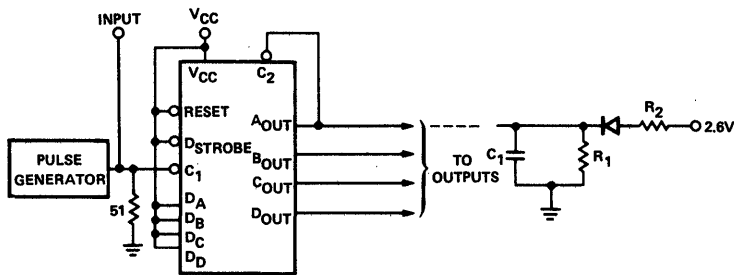 INPUT
VCC
VCC
C2
RESET
DSTROBE
C1
DA
DB
DC
DD
AOUT
BOUT
COUT
DOUT
PULSE
GENERATOR
51
TO
OUTPUTS
C1
R1
R2
2.6V